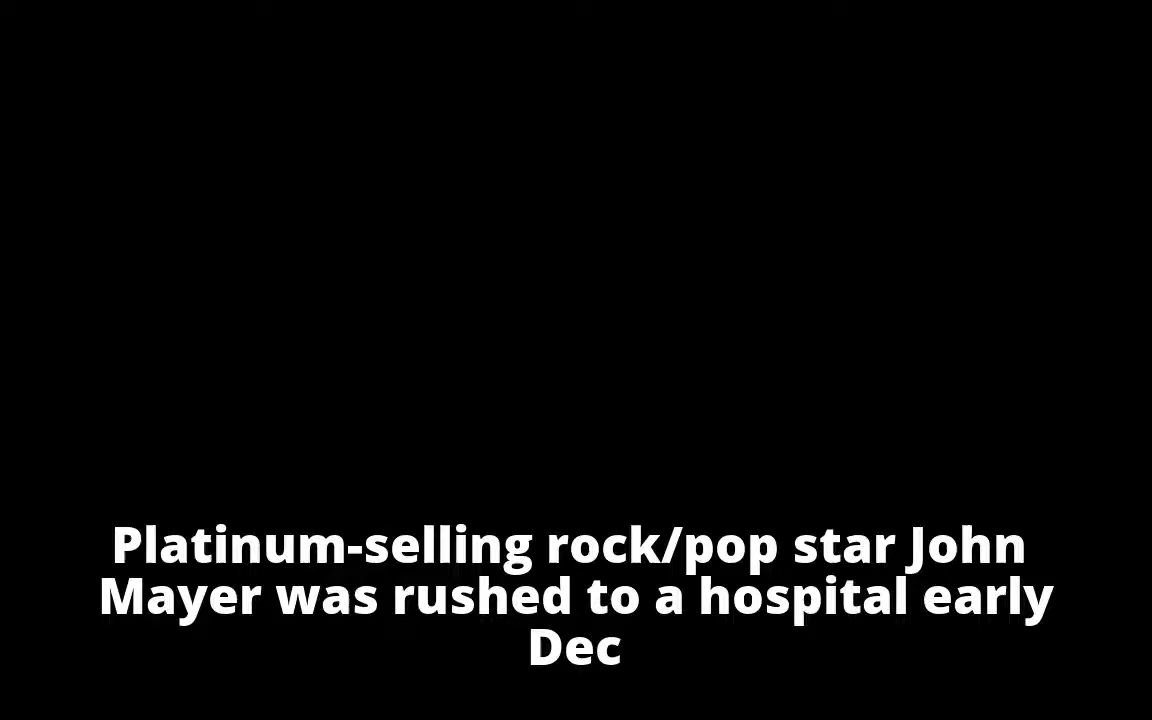 Platinum-selling rock/pop star John
Mayer was rushed to a hospital early
Dec